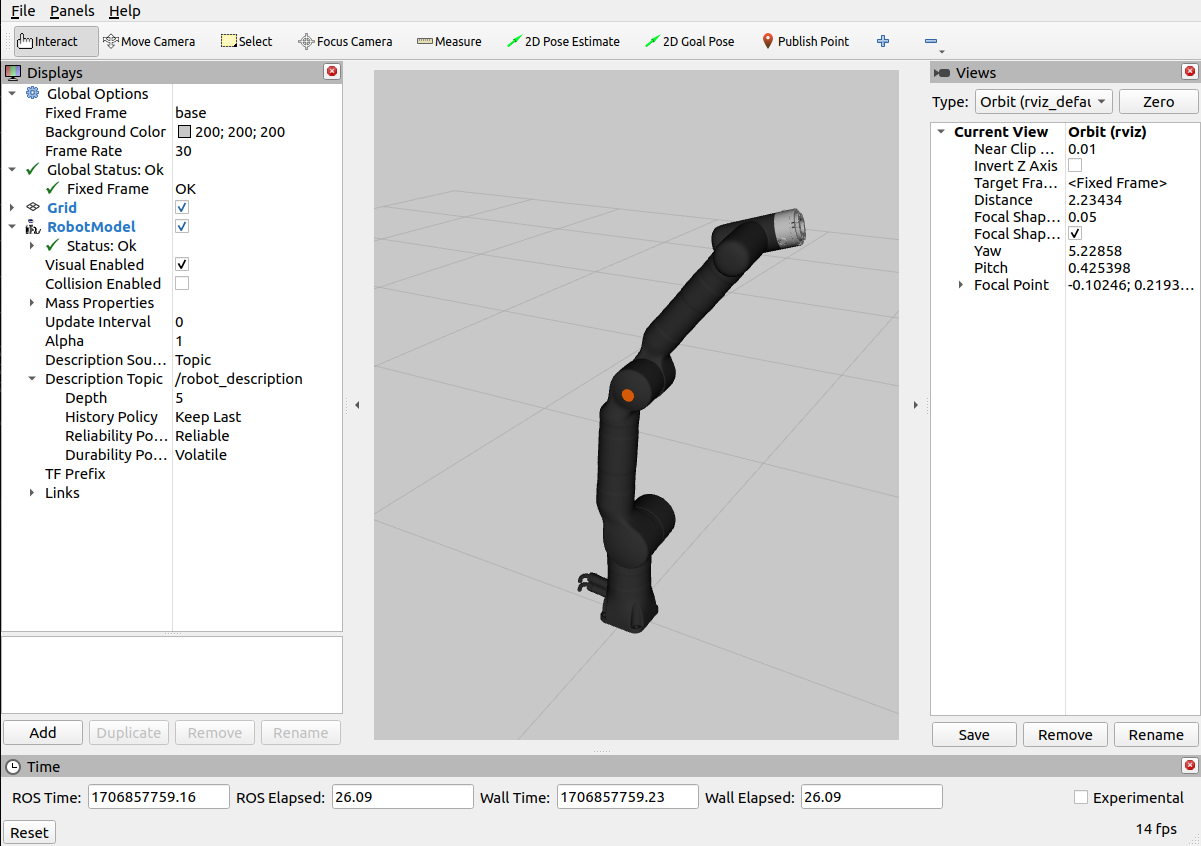 File Panels Help
Interact Move Camera Select Focus Camera Measure 2D Pose Estimate 2D Goal Pose Publish Point
Displays
Global Options
Fixed Frame base
Background Color 200; 200; 200
Frame Rate 30
Global Status: Ok
Fixed Frame OK
Grid
RobotModel
Status: Ok
Visual Enabled
Collision Enabled
Mass Properties
Update Interval 0
Alpha 1
Description Sou... Topic
Description Topic /robot_description
Depth 5
History Policy Keep Last
Reliability Po... Reliable
Durability Po... Volatile
TF Prefix
Links
Add Duplicate Remove Rename
Views
Type: Orbit (rviz_defau Zero
Current View Orbit (rviz)
Near Clip ... 0.01
Invert Z Axis
Target Fra... <Fixed Frame>
Distance 2.23434
Focal Shap... 0.05
Focal Shap...
Yaw 5.22858
Pitch 0.425398
Focal Point -0.10246; 0.2193...
Save Remove Rename
Time
ROS Time: 1706857759.16 ROS Elapsed: 26.09 Wall Time: 1706857759.23 Wall Elapsed: 26.09 Experimental
Reset 14 fps